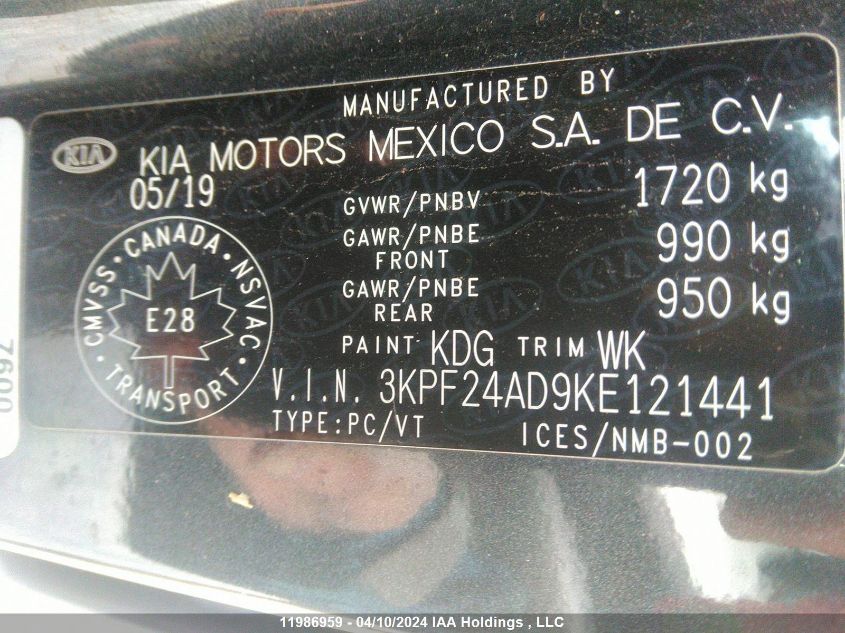 MANUFACTURED BY
KIA KIA MOTORS MEXICO S.A. DE C.V.
05/19
GVWR/PNBV 1720 kg
GAWR/PNBE 990 kg
FRONT
GAWR/PNBE 950 kg
REAR
CMVSS • CANADA • NSVAC • TRANSPORT •
E28
PAINT KDG TRIM WK
V.I.N. 3KPF24AD9KE121441
TYPE:PC/VT ICES/NMB-002
11986959 - 04/10/2024 IAA Holdings , LLC